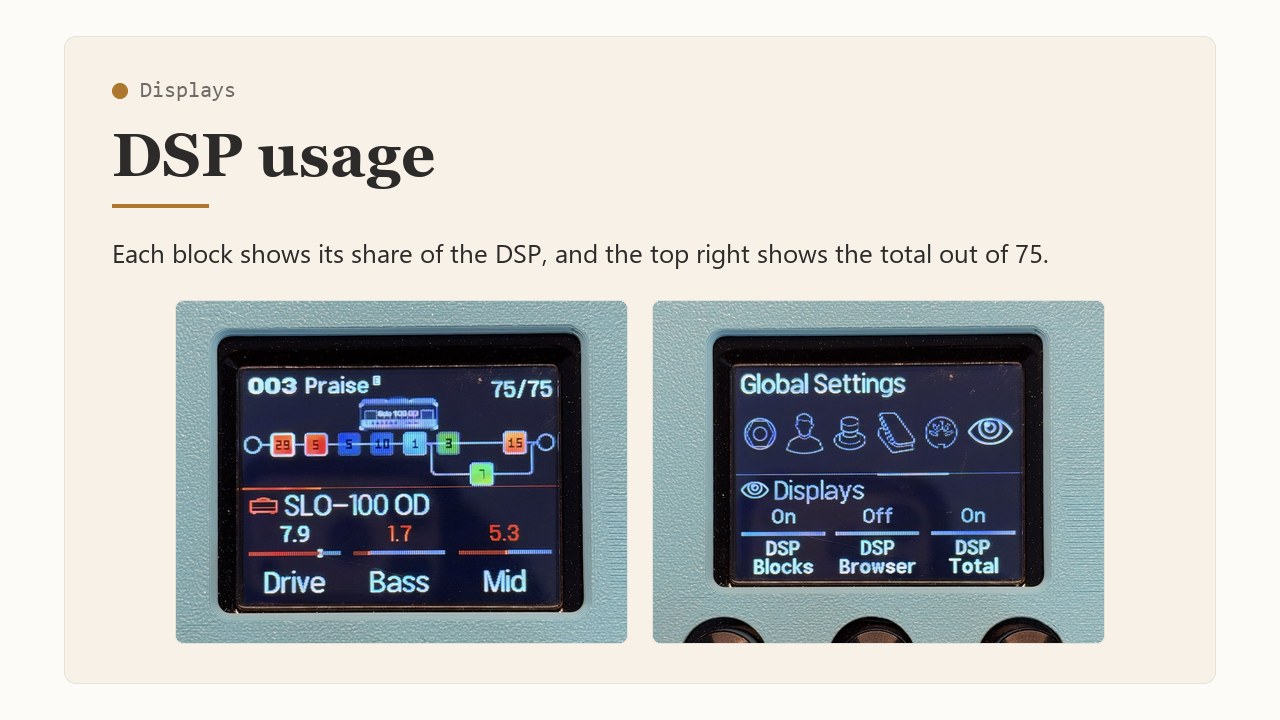 Displays
DSP usage
Each block shows its share of the DSP, and the top right shows the total out of 75.
003 Praise E 75/75
Slo 100 OD
29 5 5 10 1 3 15
7
SLO-100 OD
7.9 1.7 5.3
Drive Bass Mid
Global Settings
Displays
On Off On
DSP Blocks DSP Browser DSP Total